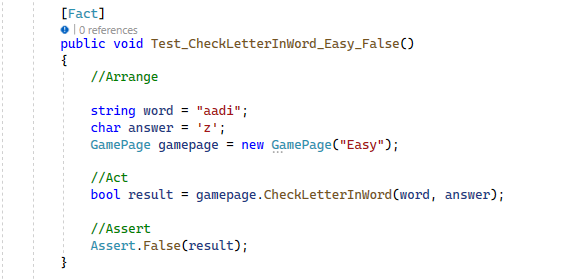 [Fact]
| 0 references
public void Test_CheckLetterInWord_Easy_False()
{
//Arrange
string word = "aadi";
char answer = 'z';
GamePage gamepage = new GamePage("Easy");
//Act
bool result = gamepage.CheckLetterInWord(word, answer);
//Assert
Assert.False(result);
}